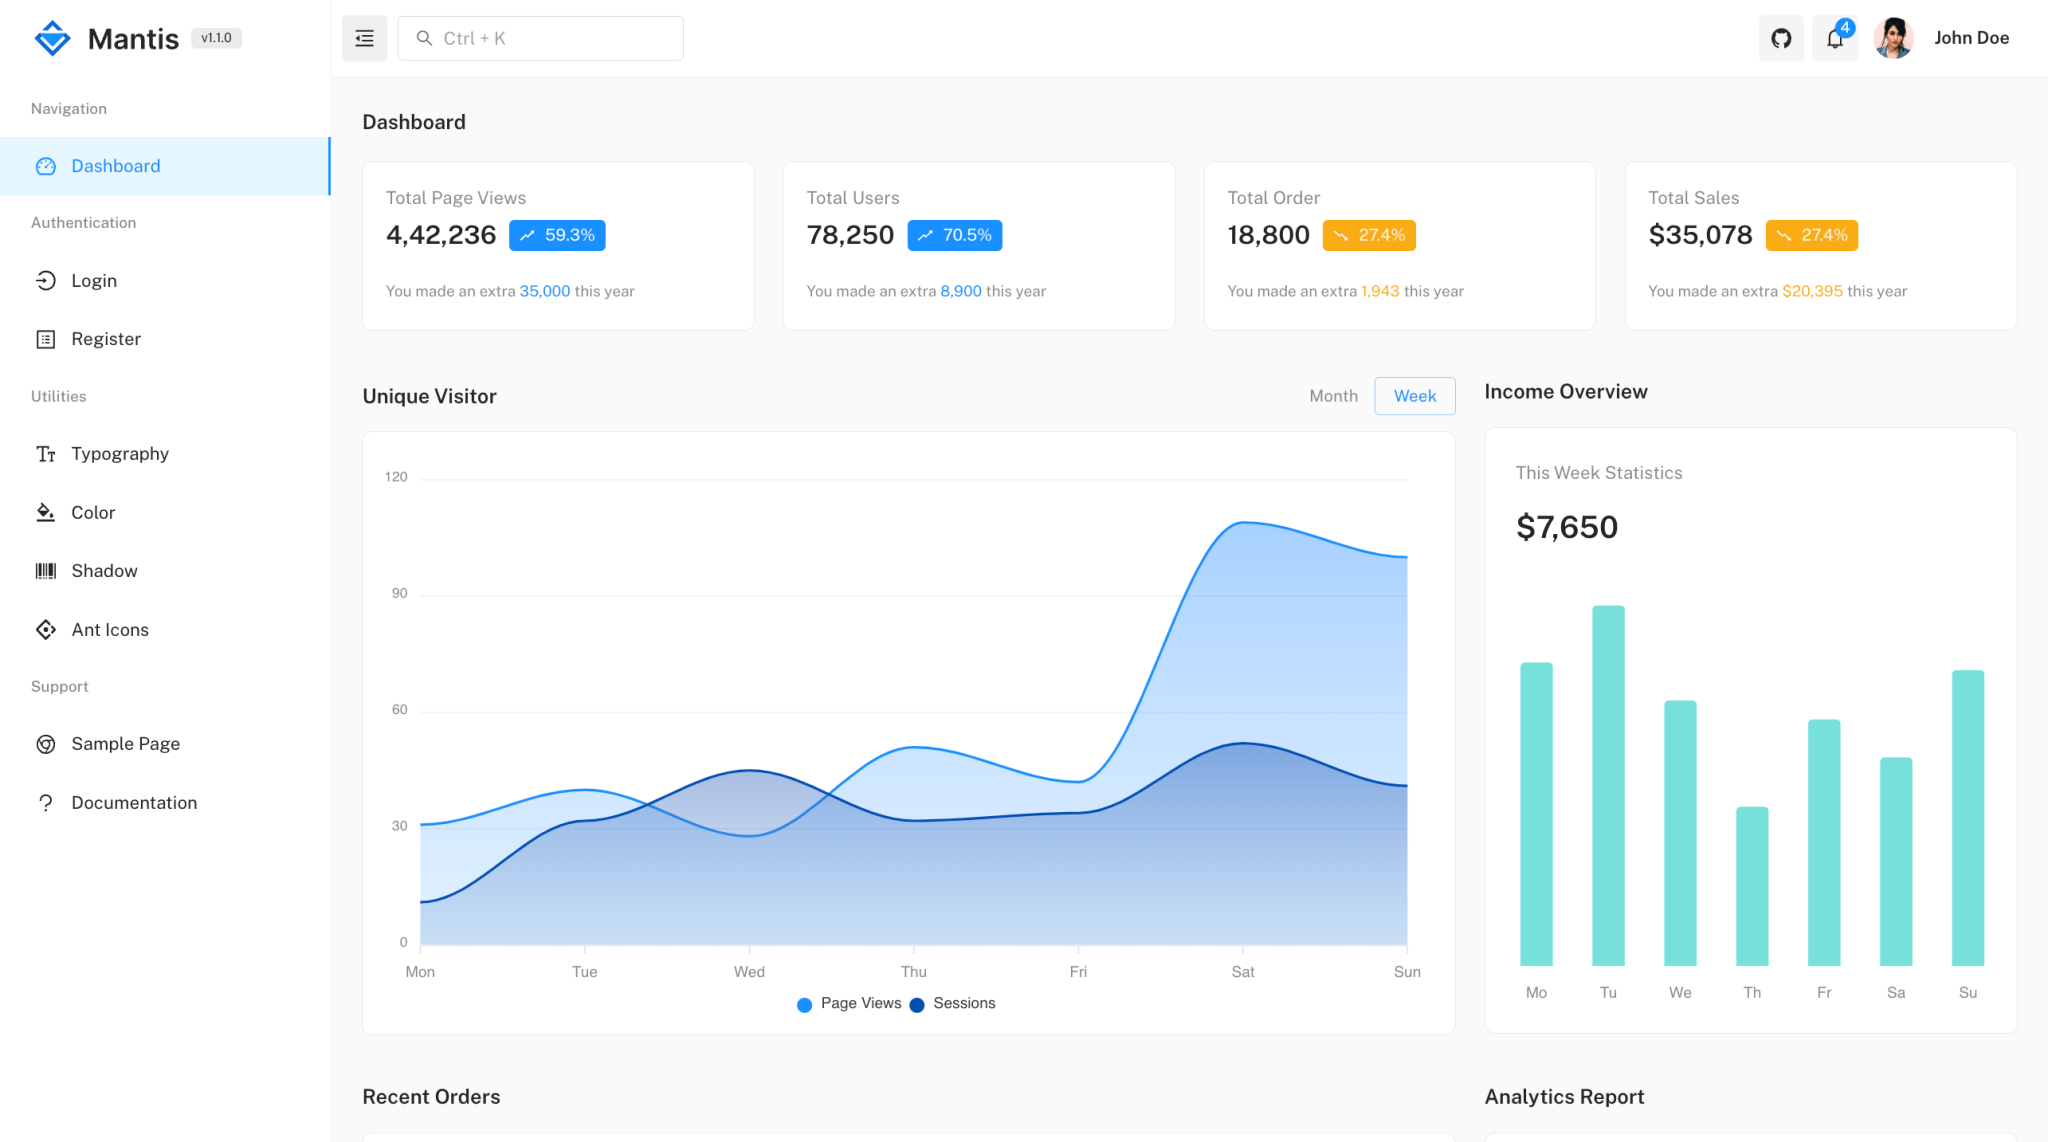 Mantis v1.1.0
Ctrl + K
4
John Doe
Navigation
Dashboard
Authentication
Login
Register
Utilities
Typography
Color
Shadow
Ant Icons
Support
Sample Page
Documentation
Dashboard
Total Page Views
4,42,236 59.3%
You made an extra 35,000 this year
Total Users
78,250 70.5%
You made an extra 8,900 this year
Total Order
18,800 27.4%
You made an extra 1,943 this year
Total Sales
$35,078 27.4%
You made an extra $20,395 this year
Unique Visitor
Month Week
120
90
60
30
0
Mon Tue Wed Thu Fri Sat Sun
Page Views Sessions
Income Overview
This Week Statistics
$7,650
Mo Tu We Th Fr Sa Su
Recent Orders
Analytics Report